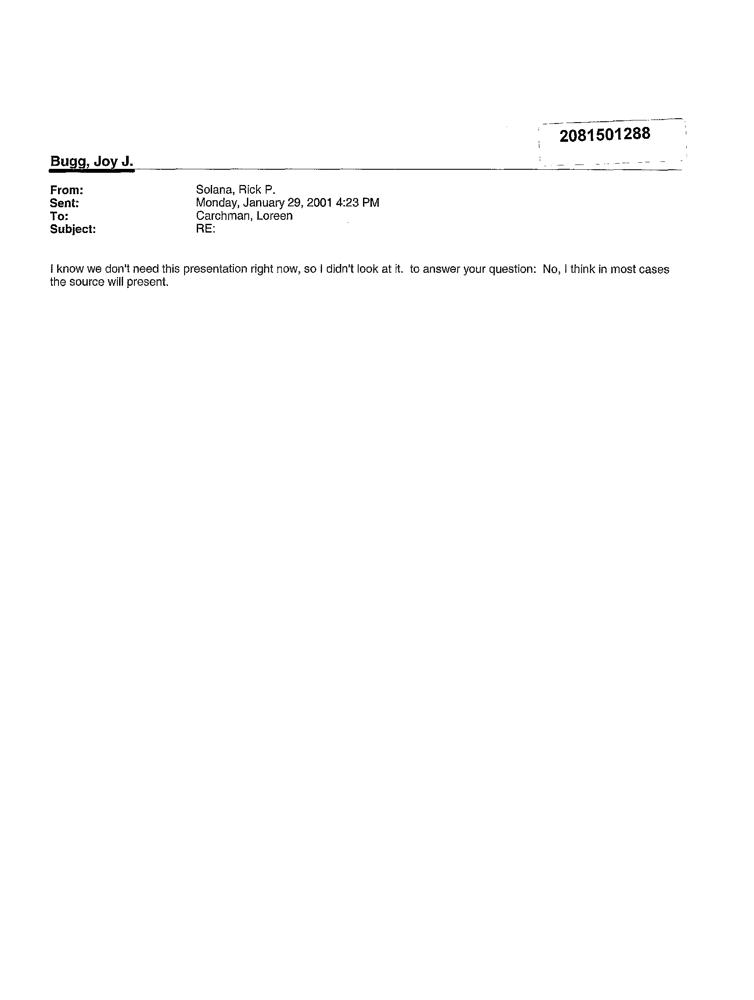 2081501288
Bugg, Joy J.
From: Solana, Rick P.
Sent: Monday, January 29, 2001 4:23 PM
To: Carchman, Loreen
Subject: RE:
I know we don't need this presentation right now, so I didn't look at it.  to answer your question:  No, I think in most cases
the source will present.